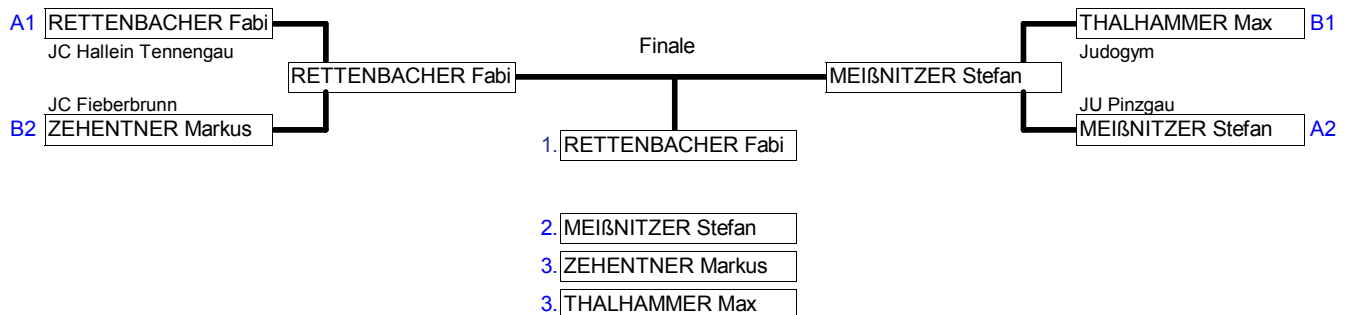 A1 RETTENBACHER Fabi
JC Hallein Tennengau
RETTENBACHER Fabi
JC Fieberbrunn
B2 ZEHENTNER Markus
Finale
1. RETTENBACHER Fabi
THALHAMMER Max B1
Judogym
MEIßNITZER Stefan
JU Pinzgau
MEIßNITZER Stefan A2
2. MEIßNITZER Stefan
3. ZEHENTNER Markus
3. THALHAMMER Max